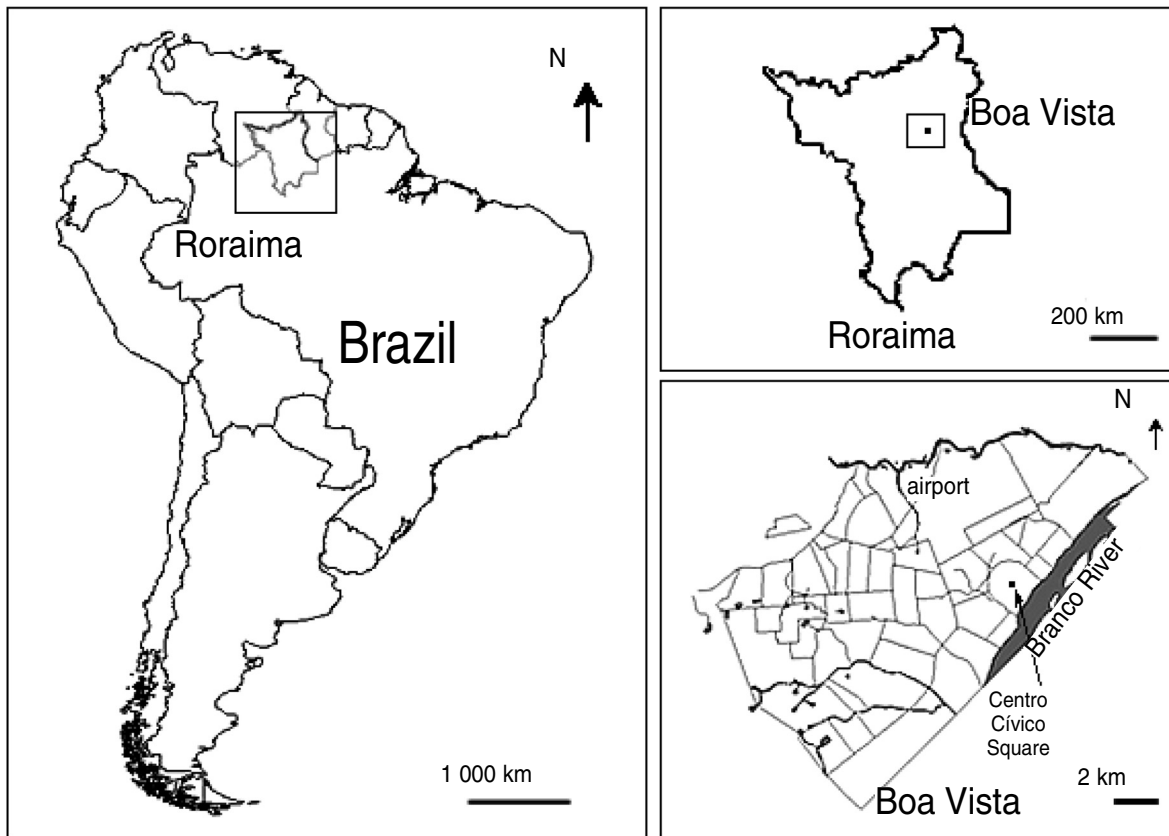 N
Roraima
Brazil
1 000 km
Boa Vista
200 km
Roraima
N
airport
Branco River
Centro
Cívico
Square
2 km
Boa Vista